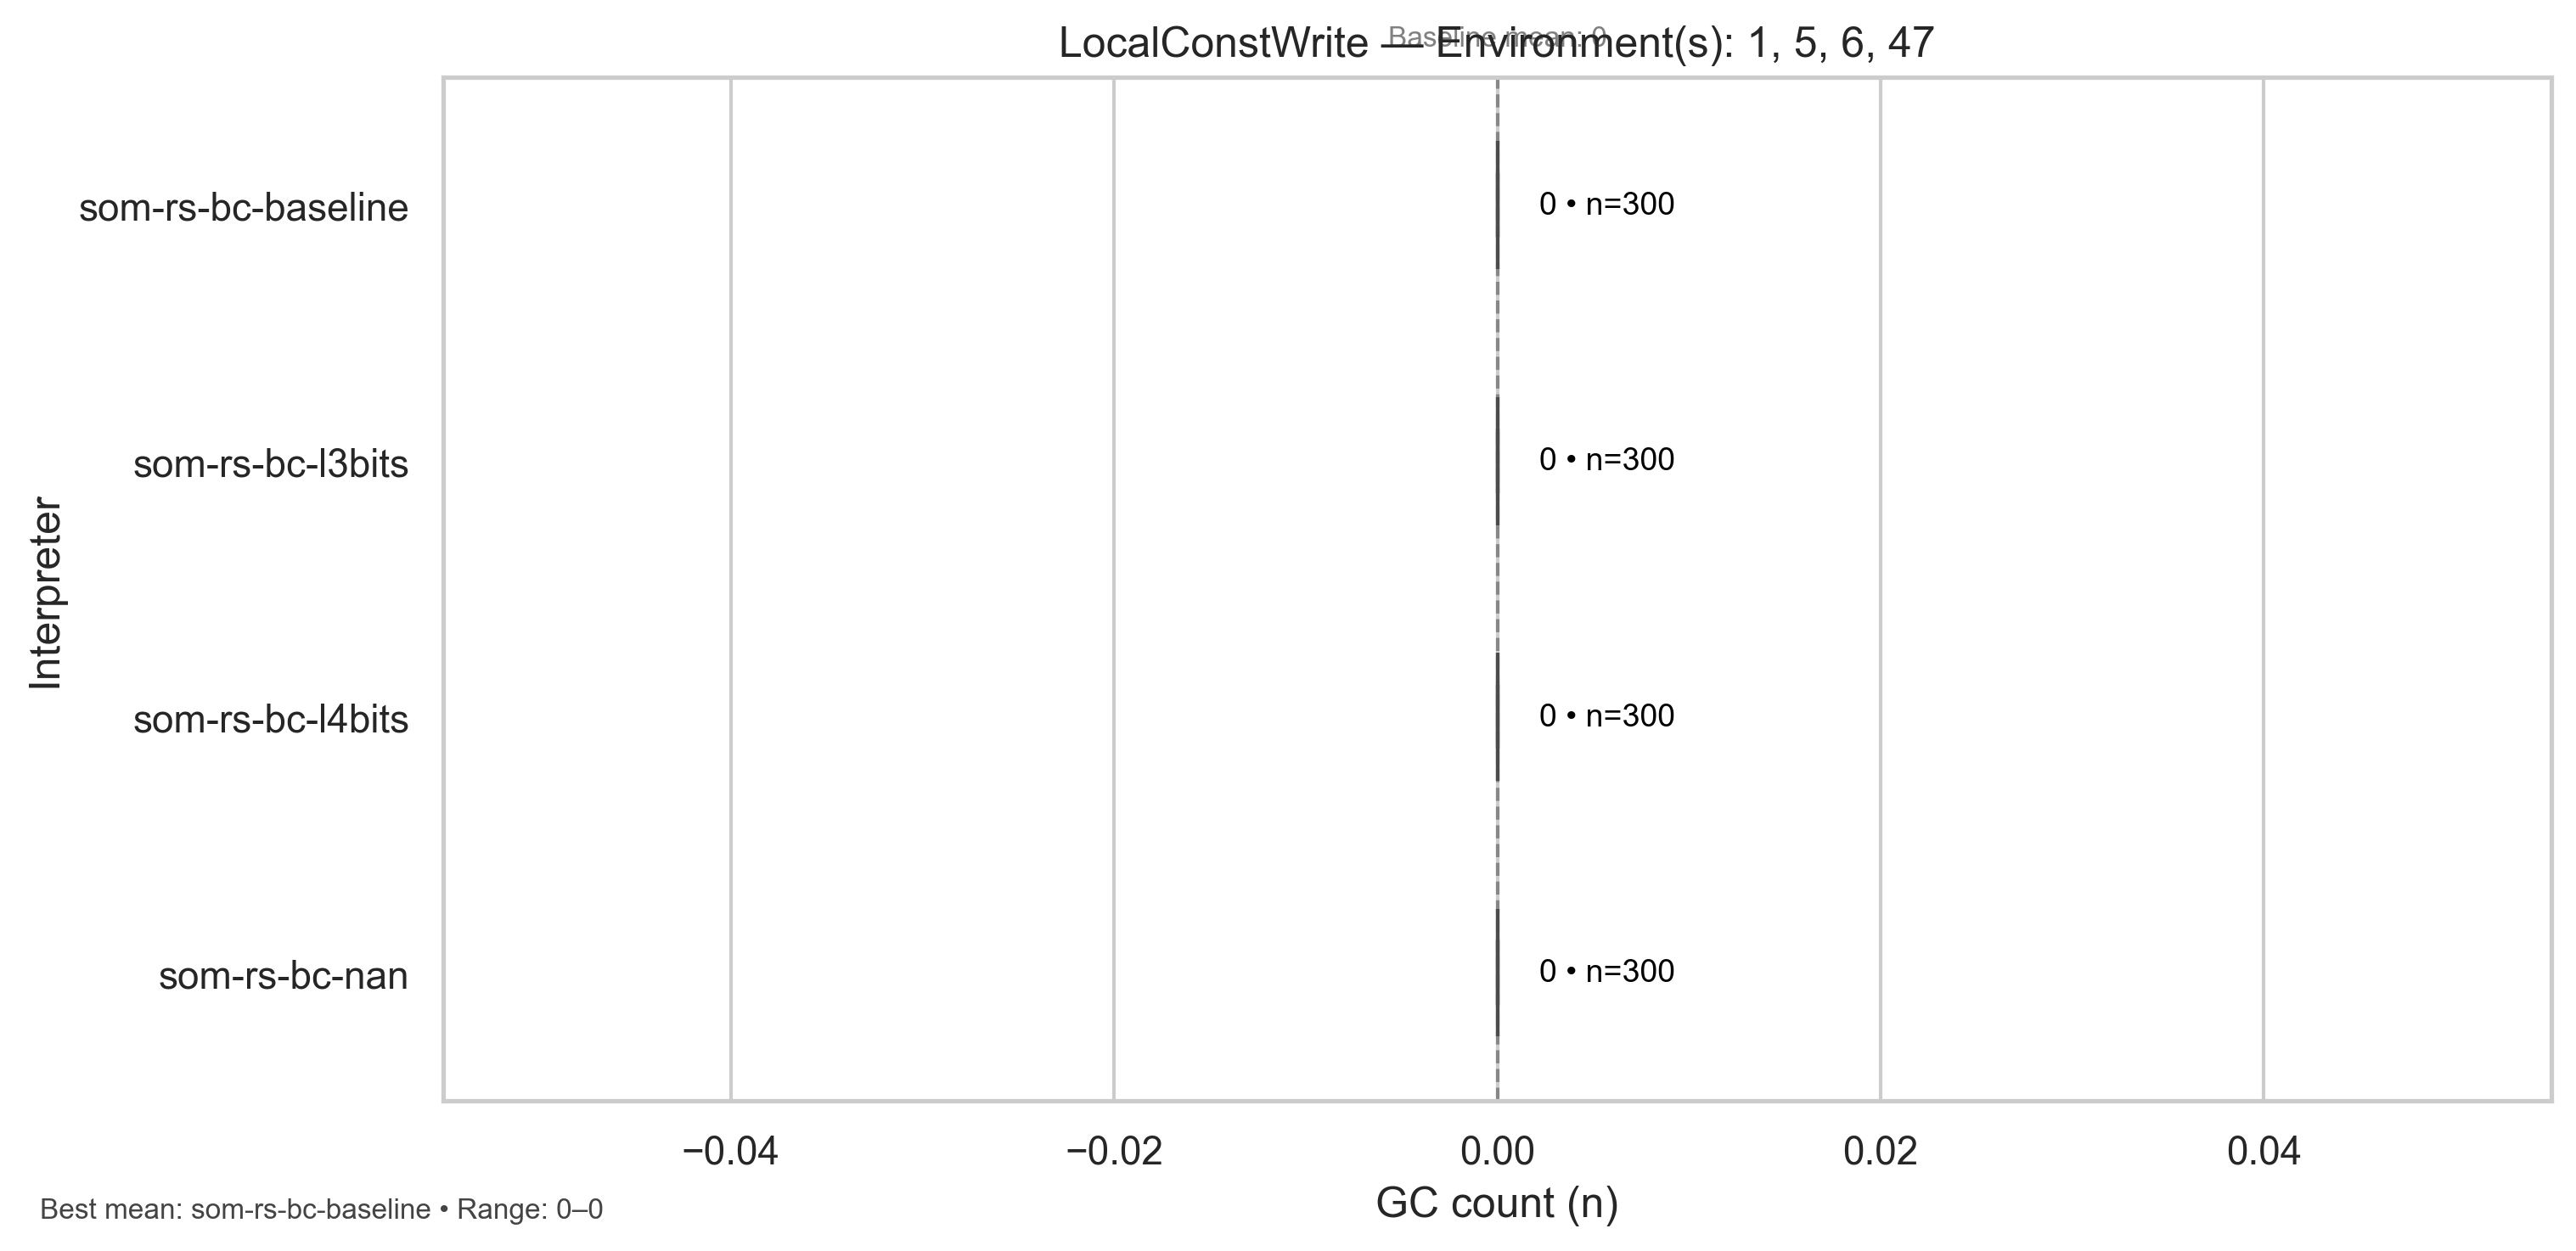 LocalConstWrite — Environment(s): 1, 5, 6, 47
Baseline mean: 0
som-rs-bc-baseline
0 • n=300
som-rs-bc-l3bits
0 • n=300
som-rs-bc-l4bits
0 • n=300
som-rs-bc-nan
0 • n=300
Interpreter
−0.04
−0.02
0.00
0.02
0.04
GC count (n)
Best mean: som-rs-bc-baseline • Range: 0–0